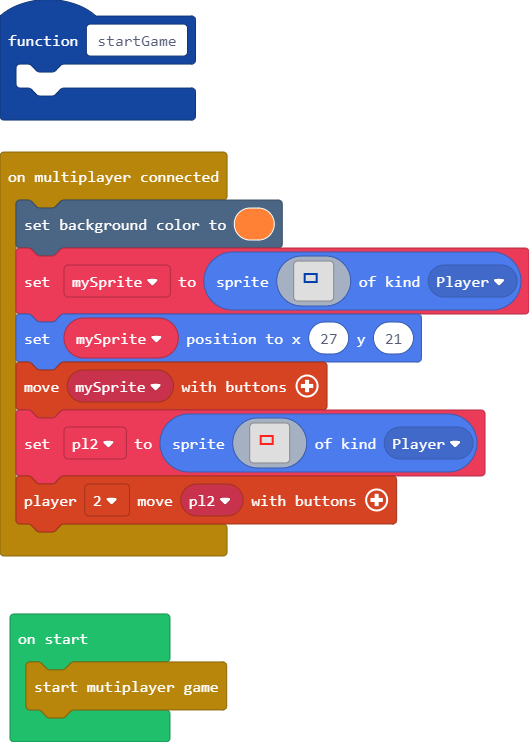 function startGame
on multiplayer connected
set background color to
set mySprite to sprite of kind Player
set mySprite position to x 27 y 21
move mySprite with buttons
set pl2 to sprite of kind Player
player 2 move pl2 with buttons
on start
start mutiplayer game